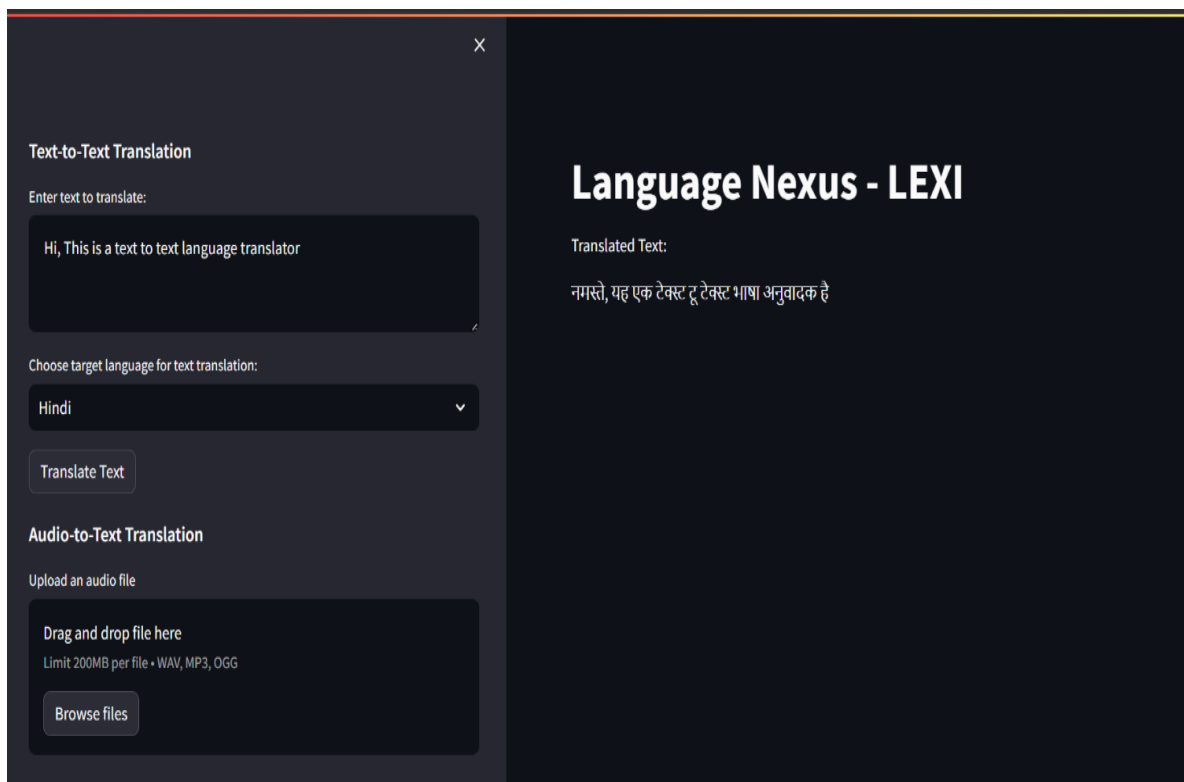 X
Text-to-Text Translation
Enter text to translate:
Hi, This is a text to text language translator
Choose target language for text translation:
Hindi
Translate Text
Audio-to-Text Translation
Upload an audio file
Drag and drop file here
Limit 200MB per file • WAV, MP3, OGG
Browse files
Language Nexus - LEXI
Translated Text:
नमस्ते, यह एक टेक्स्ट टू टेक्स्ट भाषा अनुवादक है